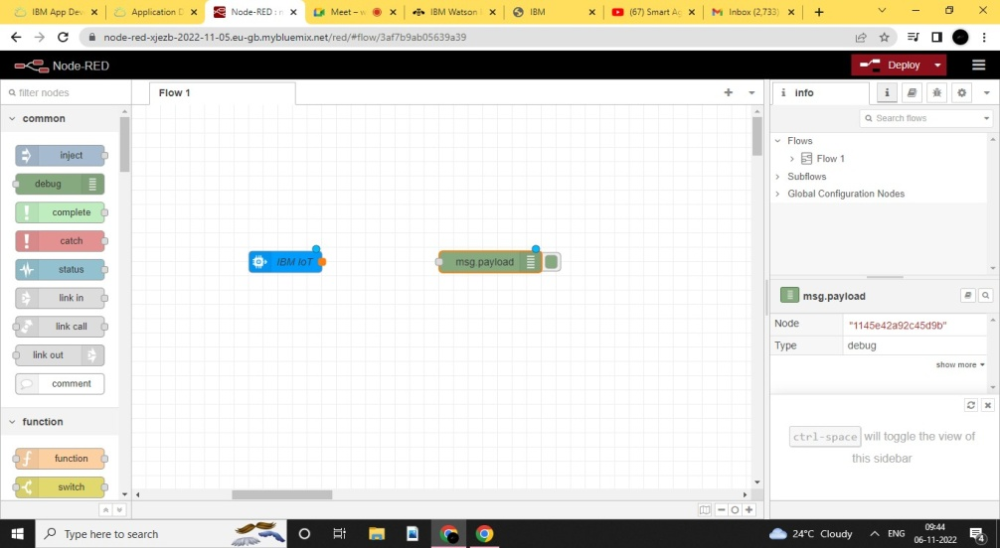 IBM App Dev
Application D
Node-RED : n
Meet – w
IBM Watson
IBM
(67) Smart Ag
Inbox (2,733)
node-red-xjezb-2022-11-05.eu-gb.mybluemix.net/red/#flow/3af7b9ab05639a39
Node-RED
Deploy
filter nodes
Flow 1
info
Search flows
common
inject
debug
complete
catch
status
link in
link call
link out
comment
function
function
switch
IBM IoT
msg.payload
Flows
Flow 1
Subflows
Global Configuration Nodes
msg.payload
Node
"1145e42a92c45d9b"
Type
debug
show more
ctrl-space will toggle the view of
this sidebar
Type here to search
24°C Cloudy
ENG
09:44
06-11-2022
4